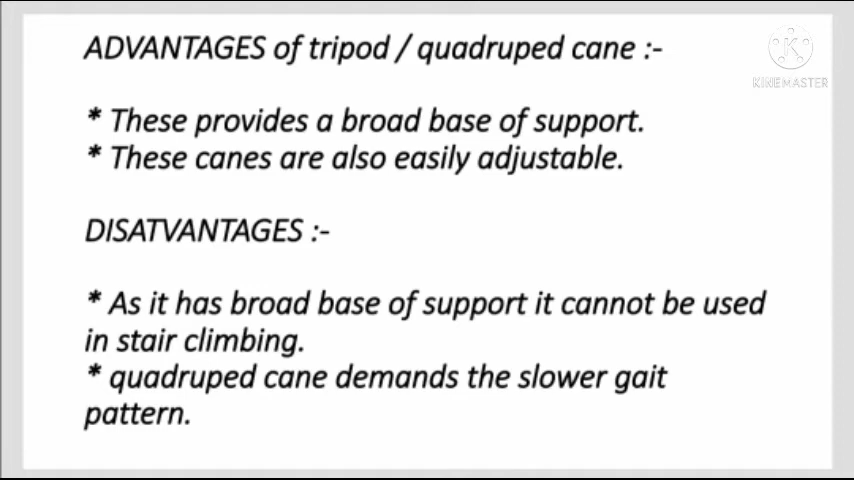 ADVANTAGES of tripod / quadruped cane :-
KINEMASTER
* These provides a broad base of support.
* These canes are also easily adjustable.
DISATVANTAGES :-
* As it has broad base of support it cannot be used
in stair climbing.
* quadruped cane demands the slower gait
pattern.